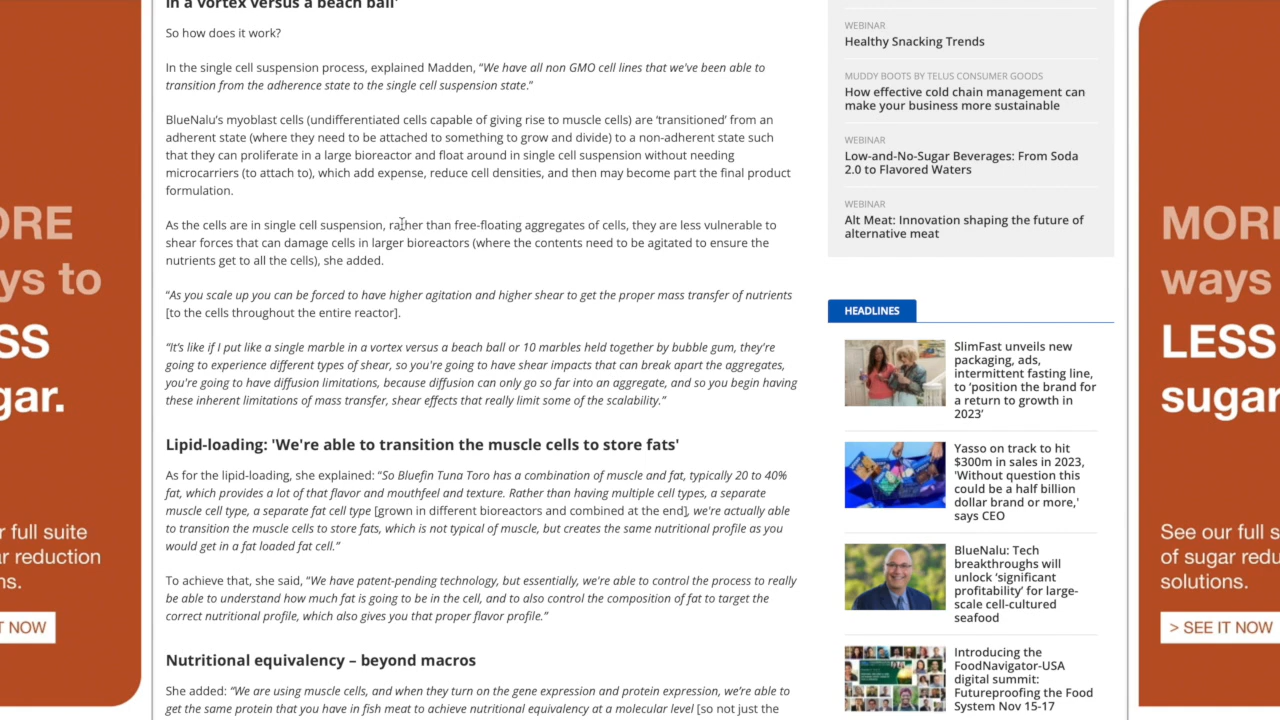 in a vortex versus a beach ball'
So how does it work?
In the single cell suspension process, explained Madden, “We have all non GMO cell lines that we've been able to
transition from the adherence state to the single cell suspension state.”
BlueNalu’s myoblast cells (undifferentiated cells capable of giving rise to muscle cells) are ‘transitioned’ from an
adherent state (where they need to be attached to something to grow and divide) to a non-adherent state such
that they can proliferate in a large bioreactor and float around in single cell suspension without needing
microcarriers (to attach to), which add expense, reduce cell densities, and then may become part the final product
formulation.
As the cells are in single cell suspension, rather than free-floating aggregates of cells, they are less vulnerable to
shear forces that can damage cells in larger bioreactors (where the contents need to be agitated to ensure the
nutrients get to all the cells), she added.
“As you scale up you can be forced to have higher agitation and higher shear to get the proper mass transfer of nutrients
[to the cells throughout the entire reactor].
“It's like if I put like a single marble in a vortex versus a beach ball or 10 marbles held together by bubble gum, they're
going to experience different types of shear, so you're going to have shear impacts that can break apart the aggregates,
you're going to have diffusion limitations, because diffusion can only go so far into an aggregate, and so you begin having
these inherent limitations of mass transfer, shear effects that really limit some of the scalability.”
Lipid-loading: 'We're able to transition the muscle cells to store fats'
As for the lipid-loading, she explained: “So Bluefin Tuna Toro has a combination of muscle and fat, typically 20 to 40%
fat, which provides a lot of that flavor and mouthfeel and texture. Rather than having multiple cell types, a separate
muscle cell type, a separate fat cell type [grown in different bioreactors and combined at the end], we're actually able
to transition the muscle cells to store fats, which is not typical of muscle, but creates the same nutritional profile as you
would get in a fat loaded fat cell.”
To achieve that, she said, “We have patent-pending technology, but essentially, we're able to control the process to really
be able to understand how much fat is going to be in the cell, and to also control the composition of fat to target the
correct nutritional profile, which also gives you that proper flavor profile.”
Nutritional equivalency – beyond macros
She added: “We are using muscle cells, and when they turn on the gene expression and protein expression, we’re able to
get the same protein that you have in fish meat to achieve nutritional equivalency at a molecular level [so not just the
WEBINAR
Healthy Snacking Trends
MUDDY BOOTS BY TELUS CONSUMER GOODS
How effective cold chain management can
make your business more sustainable
WEBINAR
Low-and-No-Sugar Beverages: From Soda
2.0 to Flavored Waters
WEBINAR
Alt Meat: Innovation shaping the future of
alternative meat
HEADLINES
SlimFast unveils new
packaging, ads,
intermittent fasting line,
to ‘position the brand for
a return to growth in
2023’
Yasso on track to hit
$300m in sales in 2023,
'Without question this
could be a half billion
dollar brand or more,'
says CEO
BlueNalu: Tech
breakthroughs will
unlock ‘significant
profitability’ for large-
scale cell-cultured
seafood
Introducing the
FoodNavigator-USA
digital summit:
Futureproofing the Food
System Nov 15-17
ORE
ys to
SS
gar.
r full suite
ar reduction
ns.
T NOW
MORE
ways
LESS
sugar
See our full s
of sugar redu
solutions.
> SEE IT NOW